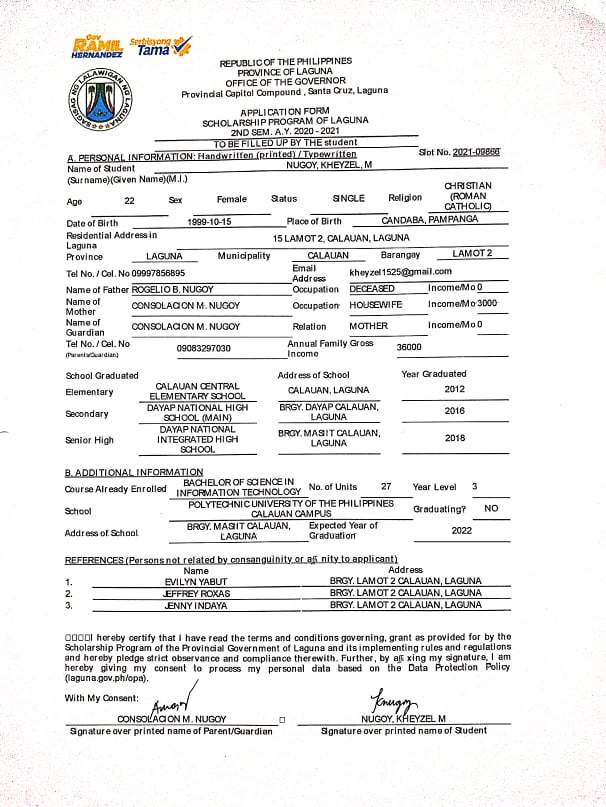 Gov
RAMIL
HERNANDEZ
Serbisyong
Tama
SAGISAG NG LALAWIGAN NG LAGUNA
REPUBLIC OF THE PHILIPPINES
PROVINCE OF LAGUNA
OFFICE OF THE GOVERNOR
Provincial Capitol Compound , Santa Cruz, Laguna
APPLICATION FORM
SCHOLARSHIP PROGRAM OF LAGUNA
2ND SEM. A.Y. 2020 - 2021
TO BE FILLED UP BY THE student
A. PERSONAL INFORMATION: Handwritten (printed) / Typewritten Slot No. 2021-09866
Name of Student NUGOY, KHEYZEL, M
(Surname)(Given Name)(M.I.)
Age 22 Sex Female Status SINGLE Religion CHRISTIAN (ROMAN CATHOLIC)
Date of Birth 1999-10-15 Place of Birth CANDABA, PAMPANGA
Residential Address in Laguna 15 LAMOT 2, CALAUAN, LAGUNA
Province LAGUNA Municipality CALAUAN Barangay LAMOT 2
Tel No. / Cel. No 09997856895 Email Address kheyzel1525@gmail.com
Name of Father ROGELIO B. NUGOY Occupation DECEASED Income/Mo 0
Name of Mother CONSOLACION M. NUGOY Occupation HOUSEWIFE Income/Mo 3000
Name of Guardian CONSOLACION M. NUGOY Relation MOTHER Income/Mo 0
Tel No. / Cel. No (Parents/Guardian) 09083297030 Annual Family Gross Income 36000
School Graduated Address of School Year Graduated
Elementary CALAUAN CENTRAL ELEMENTARY SCHOOL CALAUAN, LAGUNA 2012
Secondary DAYAP NATIONAL HIGH SCHOOL (MAIN) BRGY. DAYAP CALAUAN, LAGUNA 2016
Senior High DAYAP NATIONAL INTEGRATED HIGH SCHOOL BRGY. MASIIT CALAUAN, LAGUNA 2018
B. ADDITIONAL INFORMATION
Course Already Enrolled BACHELOR OF SCIENCE IN INFORMATION TECHNOLOGY No. of Units 27 Year Level 3
School POLYTECHNIC UNIVERSITY OF THE PHILIPPINES CALAUAN CAMPUS Graduating? NO
Address of School BRGY. MASIIT CALAUAN, LAGUNA Expected Year of Graduation 2022
REFERENCES (Persons not related by consanguinity or affinity to applicant)
Name Address
1. EVILYN YABUT BRGY. LAMOT 2 CALAUAN, LAGUNA
2. JEFFREY ROXAS BRGY. LAMOT 2 CALAUAN, LAGUNA
3. JENNY INDAYA BRGY. LAMOT 2 CALAUAN, LAGUNA
I hereby certify that I have read the terms and conditions governing, grant as provided for by the
Scholarship Program of the Provincial Government of Laguna and its implementing rules and regulations
and hereby pledge strict observance and compliance therewith. Further, by affixing my signature, I am
hereby giving my consent to process my personal data based on the Data Protection Policy
(laguna.gov.ph/opa).
With My Consent:
CONSOLACION M. NUGOY NUGOY, KHEYZEL M
Signature over printed name of Parent/Guardian Signature over printed name of Student